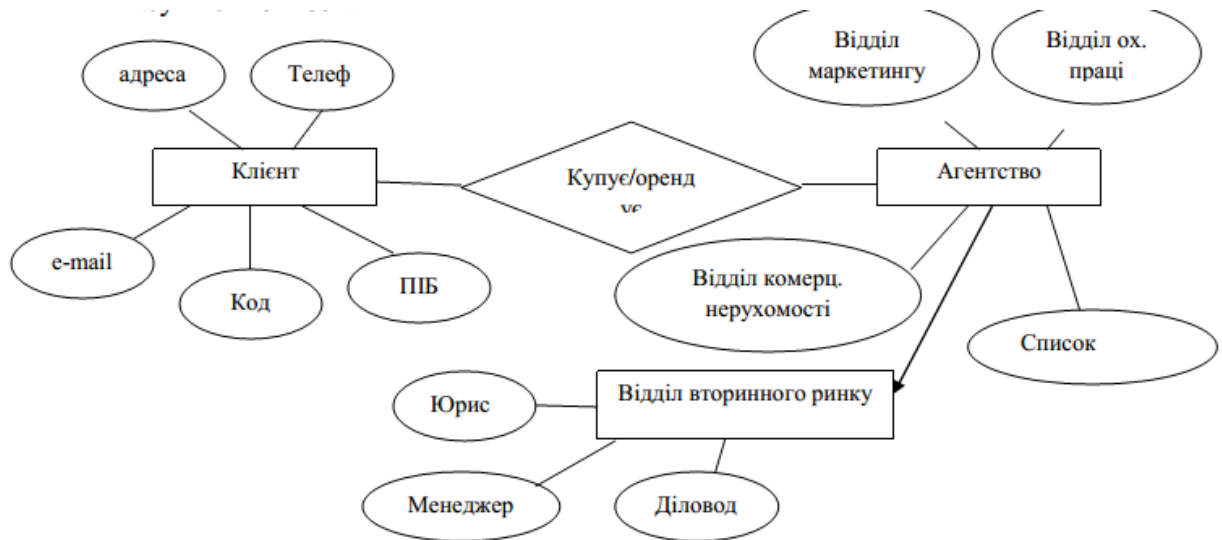 адреса
Телеф
Відділ
маркетингу
Відділ ох.
праці
Клієнт
Купує/оренд
ує
Агентство
e-mail
Код
ПІБ
Відділ комерц.
нерухомості
Список
Юрис
Відділ вторинного ринку
Менеджер
Діловод